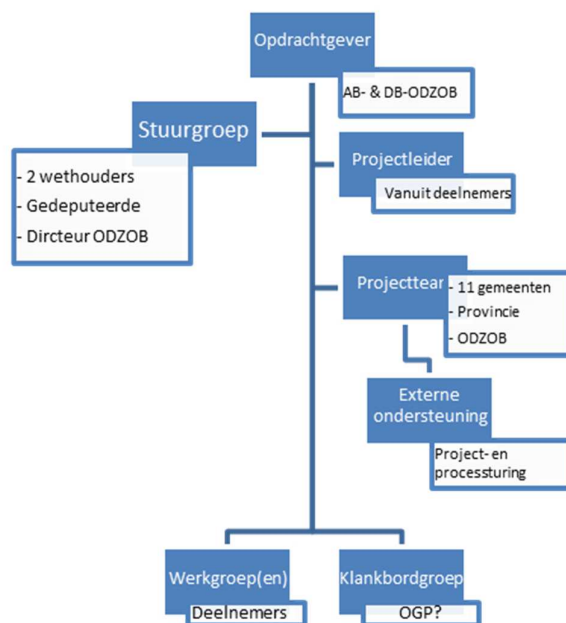 Opdrachtgever
AB- & DB-ODZOB
Stuurgroep
- 2 wethouders
- Gedeputeerde
- Dircteur ODZOB
Projectleider
Vanuit deelnemers
Projecttear
- 11 gemeenten
- Provincie
- ODZOB
Externe
ondersteuning
Project- en
processturing
Werkgroep(en)
Deelnemers
Klankbordgroep
OGP?